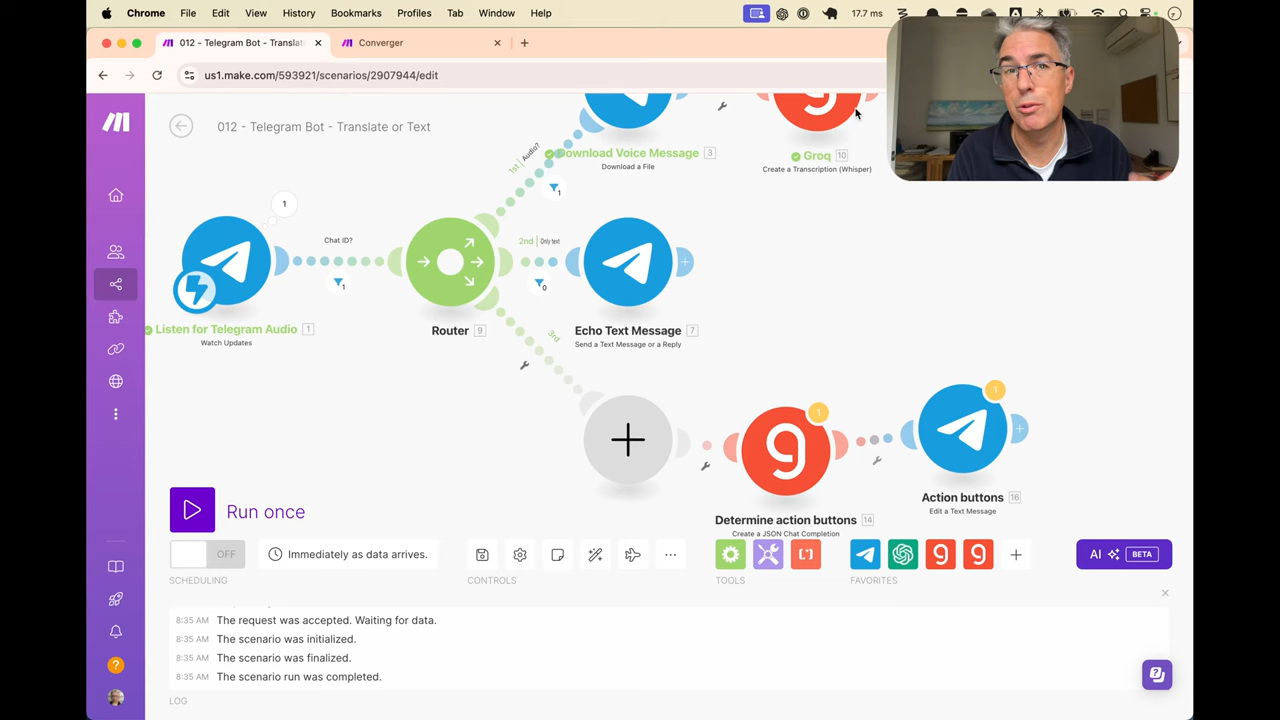 Chrome File Edit View History Bookmarks Profiles Tab Window Help 17.7 ms
012 - Telegram Bot - Translat
Converger
us1.make.com/593921/scenarios/2907944/edit
012 - Telegram Bot - Translate or Text
1st Audio?
Download Voice Message 3
Download a File
Groq 10
Create a Transcription (Whisper)
1
1
Chat ID?
2nd Only text
1
0
Listen for Telegram Audio 1
Watch Updates
Router 9
Echo Text Message 7
Send a Text Message or a Reply
3rd
1
1
Action buttons 16
Edit a Text Message
Determine action buttons 14
Create a JSON Chat Completion
Run once
OFF
Immediately as data arrives.
AI BETA
SCHEDULING
CONTROLS
TOOLS
FAVORITES
8:35 AM The request was accepted. Waiting for data.
8:35 AM The scenario was initialized.
8:35 AM The scenario was finalized.
8:35 AM The scenario run was completed.
LOG